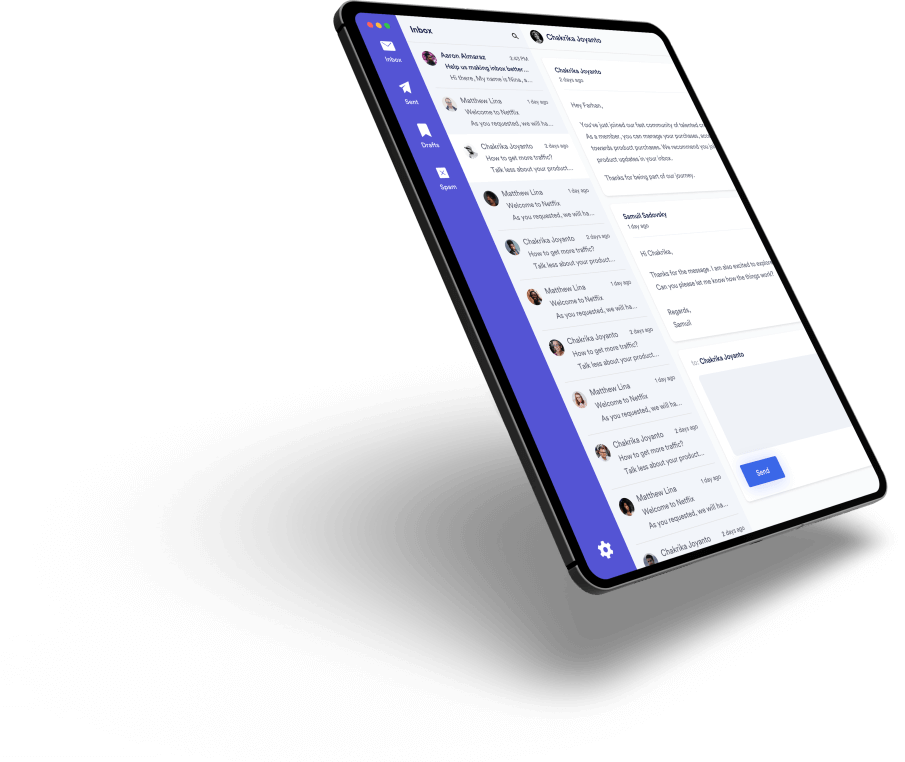 Inbox
Sent
Drafts
Spam
Inbox
Aaron Almaraz 3:43 PM
Help us making inbox better ...
Hi there, My name is Nina, a...
Matthew Lina 1 day ago
Welcome to Netflix
As you requested, we will ha...
Chakrika Joyanto 2 days ago
How to get more traffic?
Talk less about your product...
Matthew Lina 1 day ago
Welcome to Netflix
As you requested, we will ha...
Chakrika Joyanto 2 days ago
How to get more traffic?
Talk less about your product...
Matthew Lina 1 day ago
Welcome to Netflix
As you requested, we will ha...
Chakrika Joyanto 2 days ago
How to get more traffic?
Talk less about your product...
Matthew Lina 1 day ago
Welcome to Netflix
As you requested, we will ha...
Chakrika Joyanto 2 days ago
How to get more traffic?
Talk less about your product...
Matthew Lina 1 day ago
Welcome to Netflix
As you requested, we will ha...
Chakrika Joyanto 2 days ago
Chakrika Joyanto
Chakrika Joyanto
2 days ago
Hey Farhan,
You've just joined our fast community of talented
As a member, you can manage your purchases,
towards product purchases. We recommend you
product updates in your inbox.
Thanks for being part of our journey.
Samuil Sadovsky
1 day ago
Hi Chakrika,
Thanks for the message. I am also excited to
Can you please let me know how the things work?
Regards,
Samuil
to: Chakrika Joyanto
Send